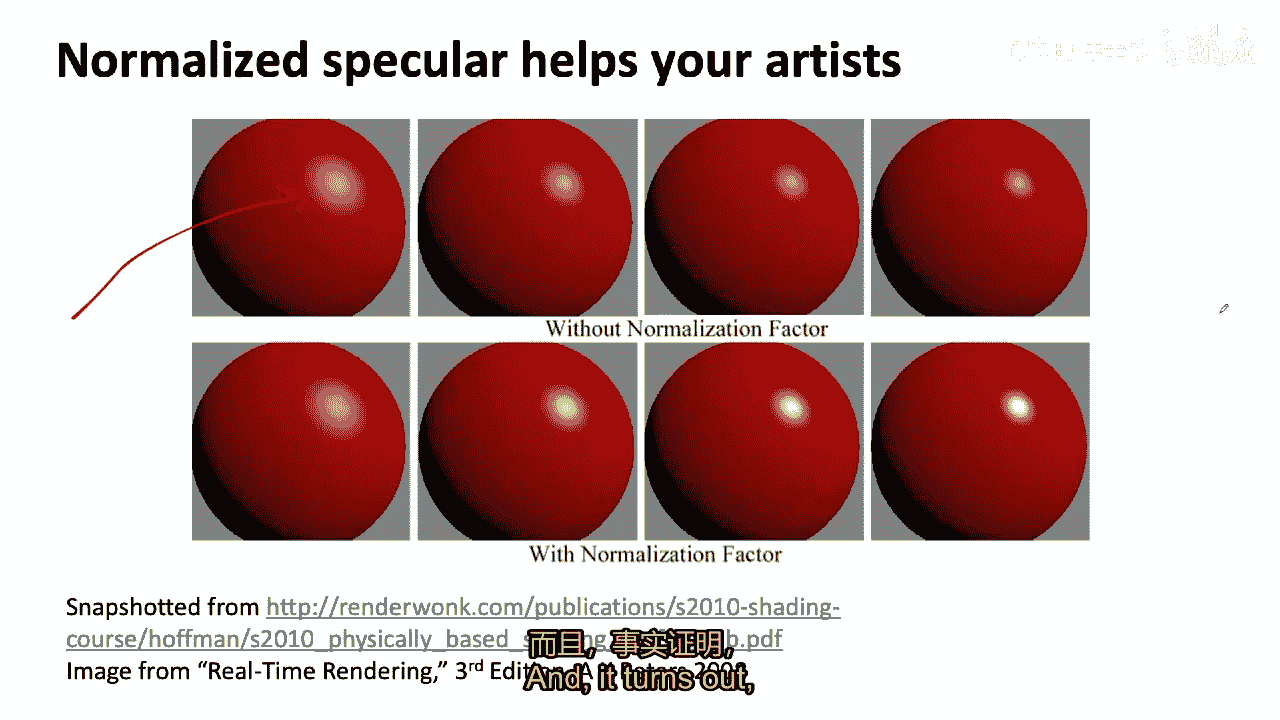 Normalized specular helps your artists
Without Normalization Factor
With Normalization Factor
Snapshotted from http://renderwonk.com/publications/s2010-shading-
course/hoffman/s2010_physically_based_s b.pdf
Image from “Real-Time Rendering,” 3rd Edition, A
而且，事实证明，
And, it turns out,